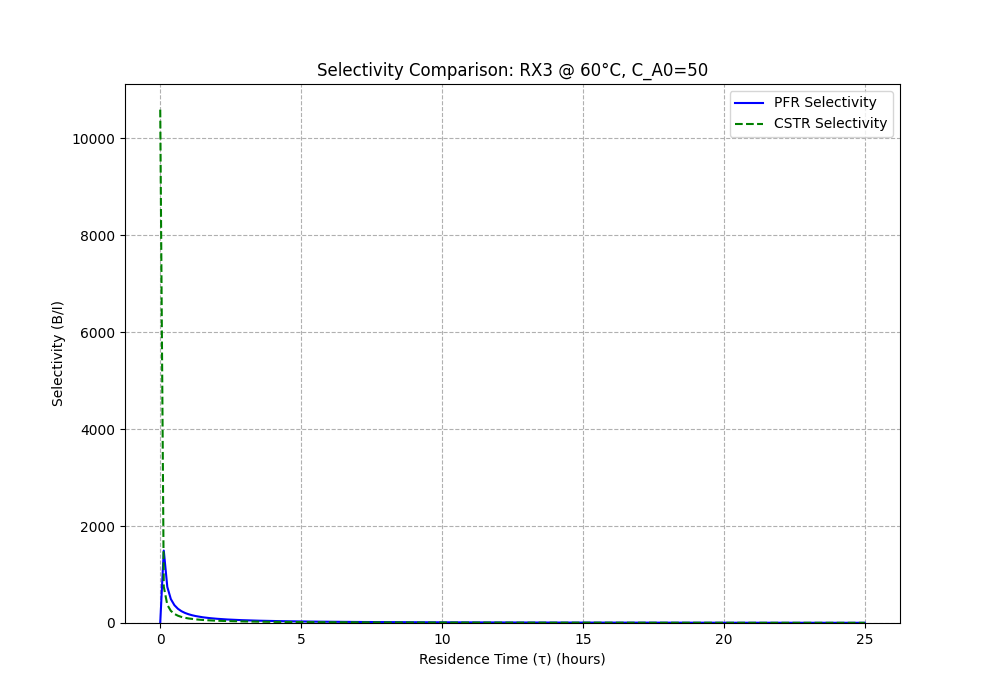 Selectivity Comparison: RX3 @ 60°C, C_A0=50
PFR Selectivity
CSTR Selectivity
Selectivity (B/I)
10000
8000
6000
4000
2000
0
0 5 10 15 20 25
Residence Time (τ) (hours)